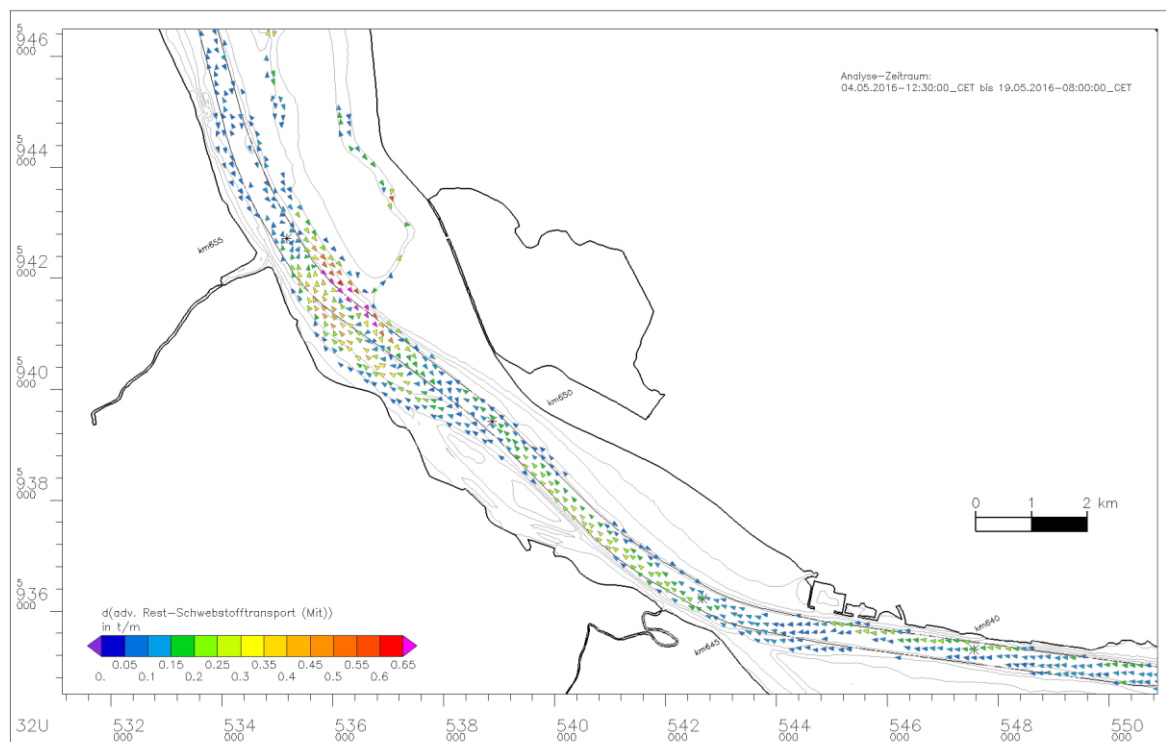 5
946
000
5
944
000
5
942
000
5
940
000
5
938
000
5
936
000
Analyse-Zeitraum:
04.05.2016-12:30:00_CET bis 19.05.2016-08:00:00_CET
km655
km650
km645
km640
0 1 2 km
d(adv. Rest-Schwebstofftransport (Mit))
in t/m
0.05 0.15 0.25 0.35 0.45 0.55 0.65
0. 0.1 0.2 0.3 0.4 0.5 0.6
32U 532 534 536 538 540 542 544 546 548 550
000 000 000 000 000 000 000 000 000 000